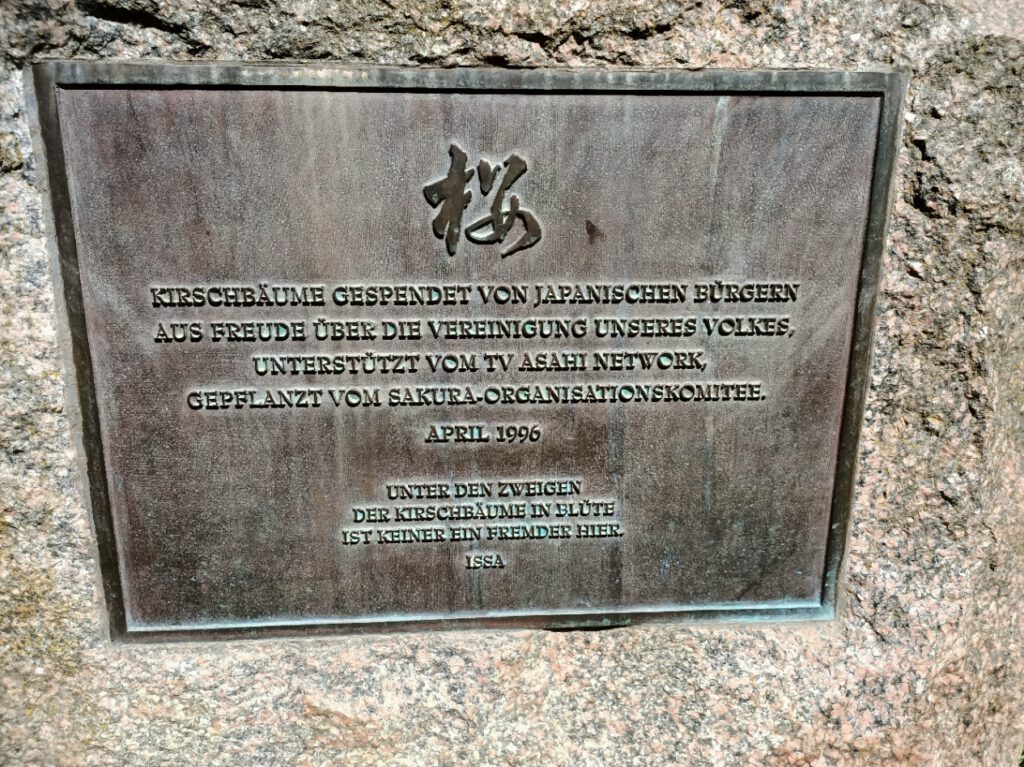 桜
KIRSCHBÄUME GESPENDET VON JAPANISCHEN BÜRGERN
AUS FREUDE ÜBER DIE VEREINIGUNG UNSERES VOLKES,
UNTERSTÜTZT VOM TV ASAHI NETWORK,
GEPFLANZT VOM SAKURA-ORGANISATIONSKOMITEE.
APRIL 1996
UNTER DEN ZWEIGEN
DER KIRSCHBÄUME IN BLÜTE
IST KEINER EIN FREMDER HIER.
ISSA